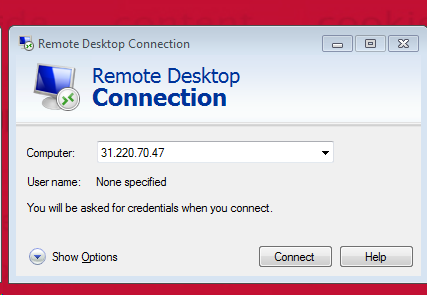 Remote Desktop Connection
Remote Desktop
Connection
Computer: 31.220.70.47
User name: None specified
You will be asked for credentials when you connect.
Show Options
Connect
Help